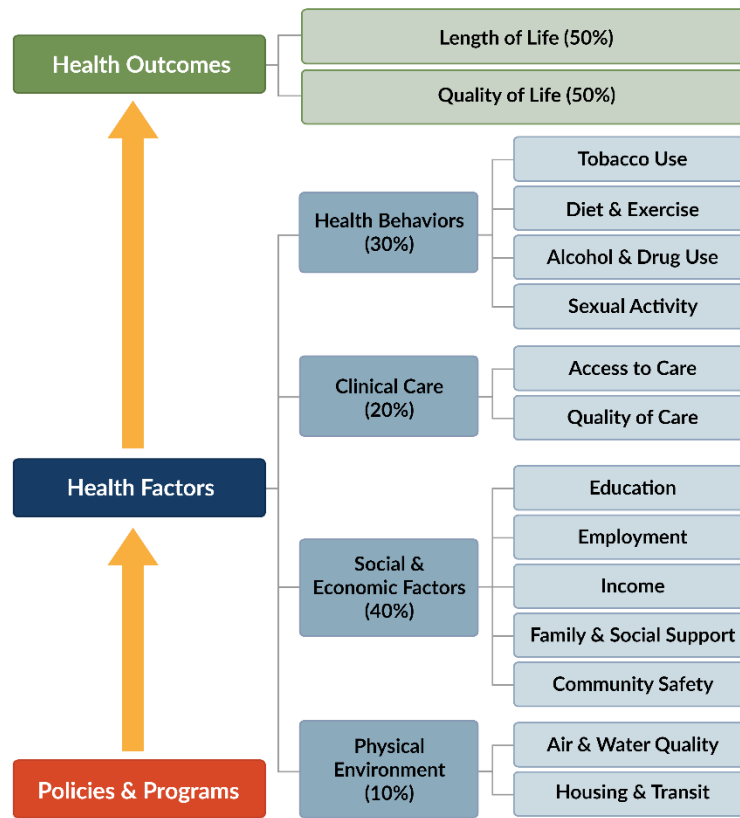 Health Outcomes
Length of Life (50%)
Quality of Life (50%)
Health Factors
Health Behaviors
(30%)
Tobacco Use
Diet & Exercise
Alcohol & Drug Use
Sexual Activity
Clinical Care
(20%)
Access to Care
Quality of Care
Social &
Economic Factors
(40%)
Education
Employment
Income
Family & Social Support
Community Safety
Physical
Environment
(10%)
Air & Water Quality
Housing & Transit
Policies & Programs